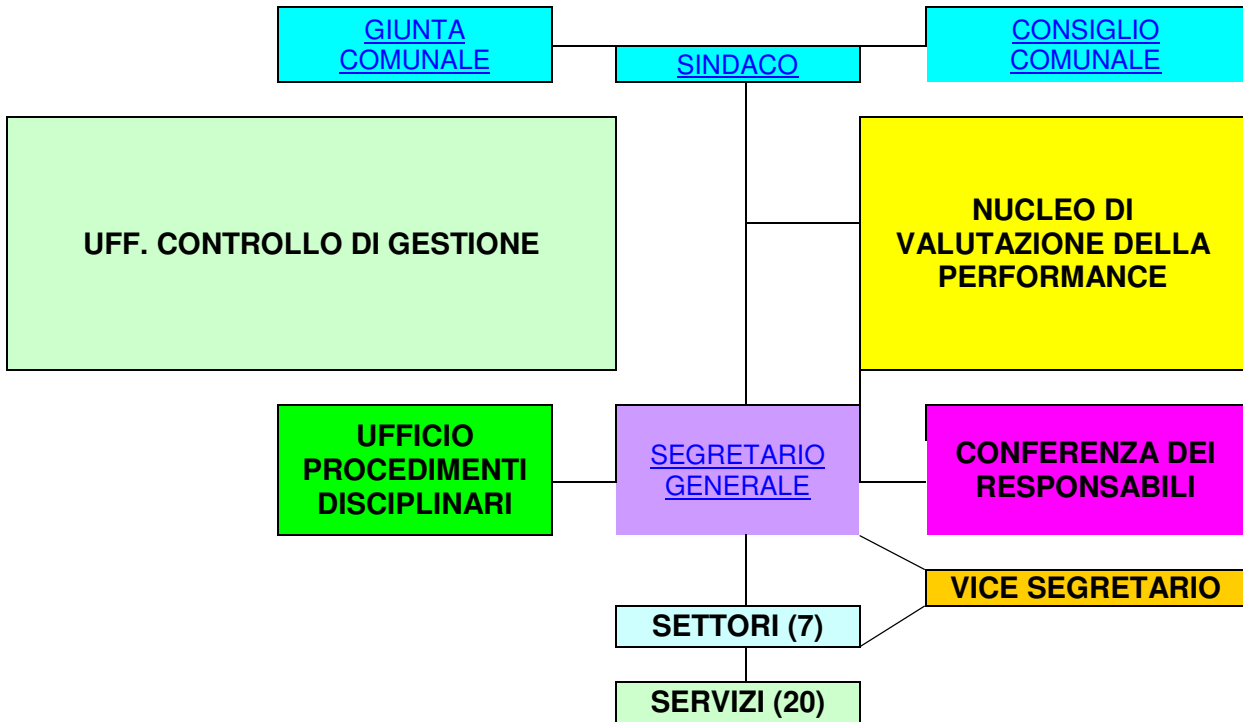 GIUNTA
COMUNALE
SINDACO
CONSIGLIO
COMUNALE
UFF. CONTROLLO DI GESTIONE
NUCLEO DI
VALUTAZIONE DELLA
PERFORMANCE
UFFICIO
PROCEDIMENTI
DISCIPLINARI
SEGRETARIO
GENERALE
CONFERENZA DEI
RESPONSABILI
VICE SEGRETARIO
SETTORI (7)
SERVIZI (20)